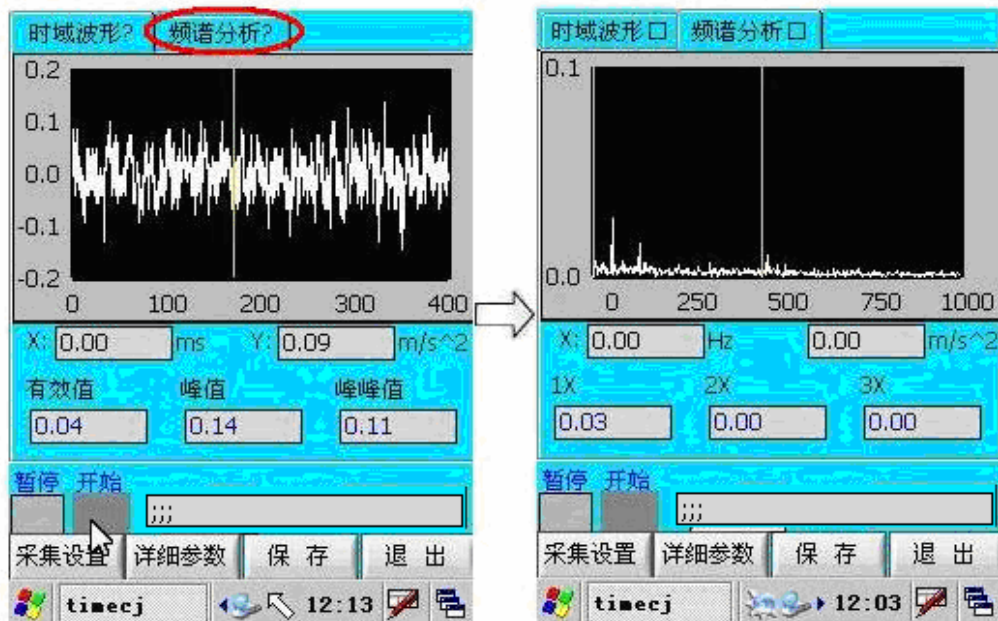 时域波形? 频谱分析?
0.2
0.1
0.0
-0.1
-0.2
0 100 200 300 400
X: 0.00 ms Y: 0.09 m/s^2
有效值 峰值 峰峰值
0.04 0.14 0.11
暂停 开始
;;;
采集设置 详细参数 保 存 退 出
timecj 12:13
时域波形口 频谱分析口
0.1
0.0
0 250 500 750 1000
X: 0.00 Hz 0.00 m/s^2
1X 2X 3X
0.03 0.00 0.00
暂停 开始
;;;
采集设置 详细参数 保 存 退 出
timecj 12:03